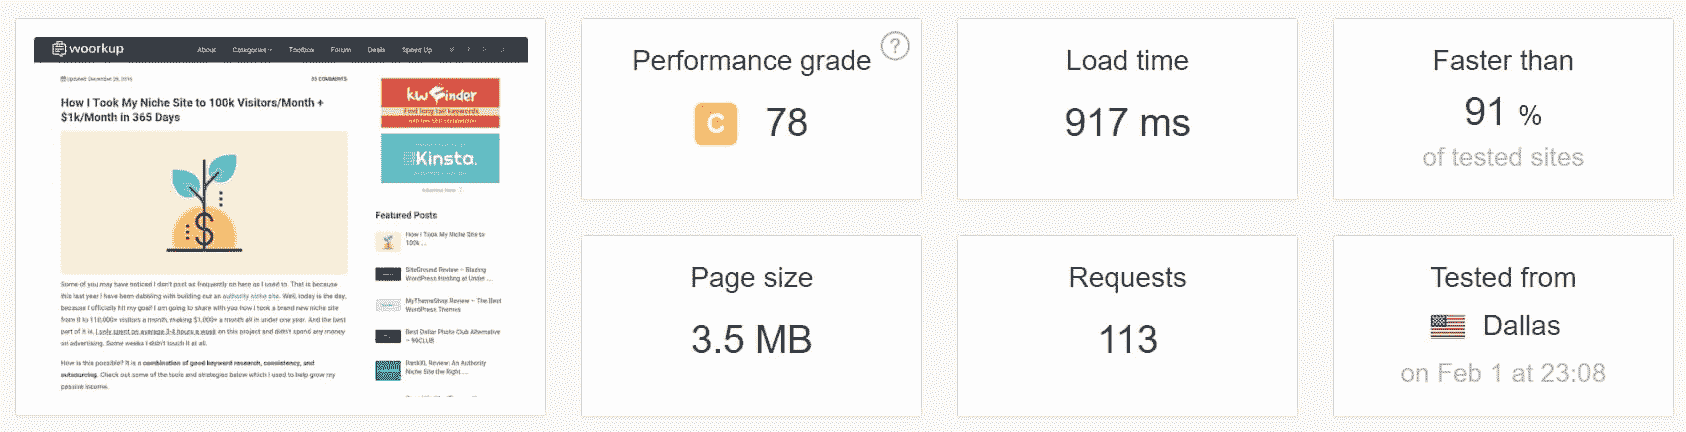 woorkup
About Categories Toolbox Forum Deals Speed Up
Updated: December 28, 2016
35 COMMENTS
How I Took My Niche Site to 100k Visitors/Month +
$1k/Month in 365 Days
$
Some of you may have noticed I don't post as frequently on here as I used to. That is because
this last year I have been dabbling with building out an authority niche site. Well, today is the day,
because I officially hit my goal! I am going to share with you how I took a brand new niche site
from 0 to 110,000+ visitors a month, making $1,000+ a month all in under one year. And the best
part of it is, I only spent on average 3-8 hours a week on this project and didn't spend any money
on advertising. Some weeks I didn't touch it at all.
How is this possible? It is a combination of good keyword research, consistency, and
outsourcing. Check out some of the tools and strategies below which I used to help grow my
passive income.
kwfinder
Find long tail keywords
with low SEO difficulty
Kinsta.
Advertise Here
Featured Posts
How I Took My Niche Site to
100k ...
SiteGround Review – Blazing
WordPress Hosting at Under ...
MyThemeShop Review – The Best
WordPress Themes
Best Dollar Photo Club Alternative
– 99CLUB
RankXL Review: An Authority
Niche Site the Right ...
Performance grade ?
C 78
Load time
917 ms
Faster than
91 %
of tested sites
Page size
3.5 MB
Requests
113
Tested from
Dallas
on Feb 1 at 23:08